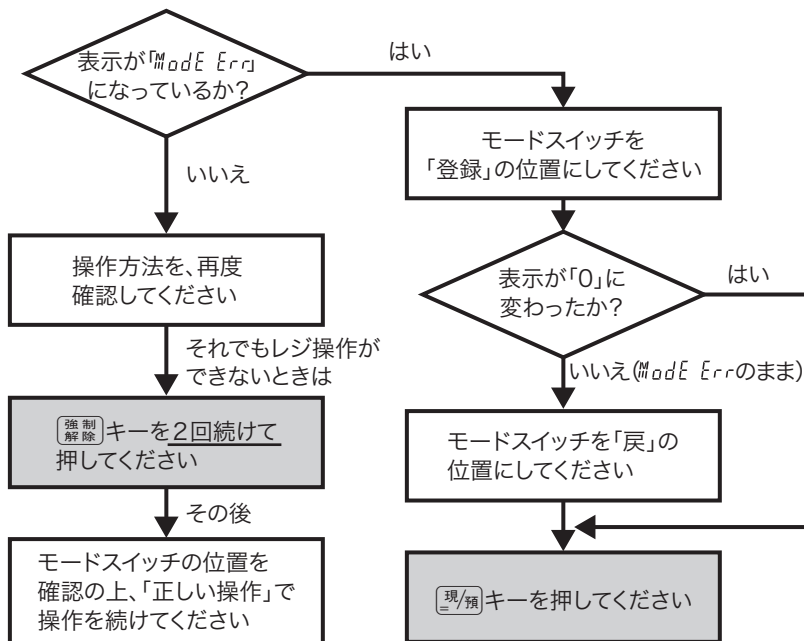 表示が「ModE Err」
になっているか?
はい
いいえ
モードスイッチを
「登録」の位置にしてください
操作方法を、再度
確認してください
表示が「0」に
変わったか?
はい
それでもレジ操作が
できないときは
いいえ(ModE Errのまま)
強制解除キーを2回続けて
押してください
モードスイッチを「戻」の
位置にしてください
その後
モードスイッチの位置を
確認の上、「正しい操作」で
操作を続けてください
現/預=キーを押してください